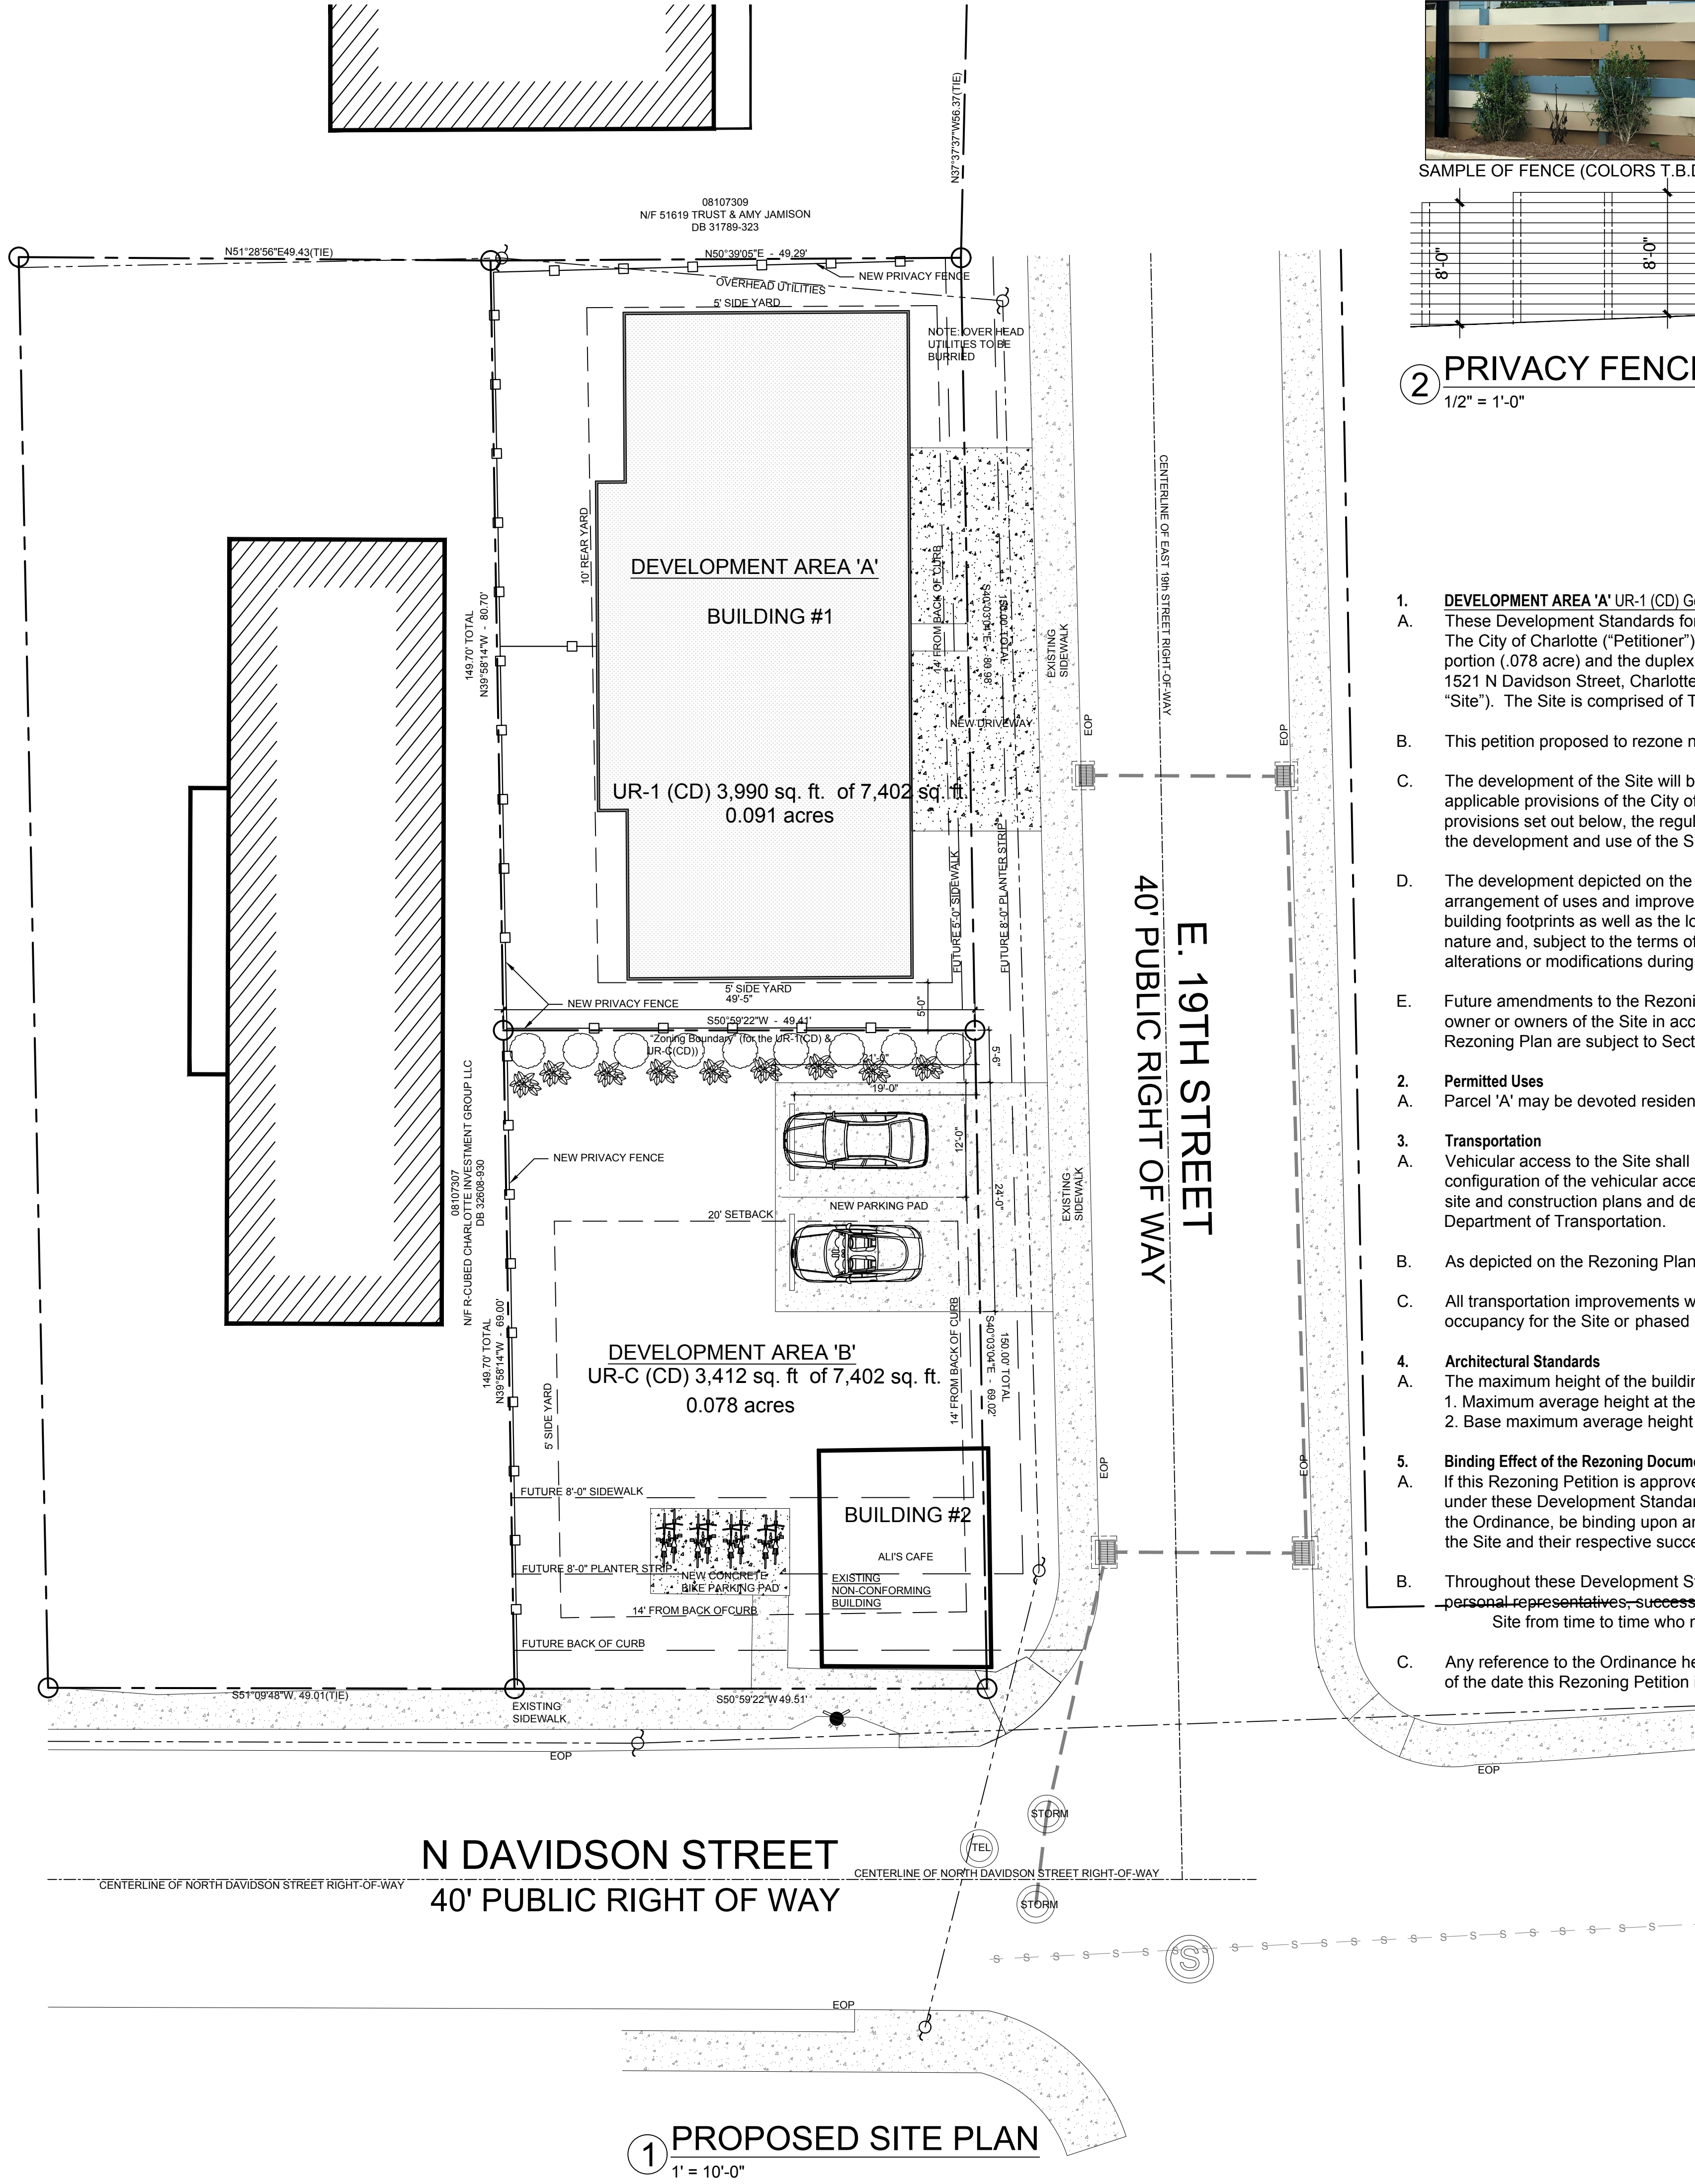 SAMPLE OF FENCE (COLORS T.B.D
8'-0"
8'-0"
2
PRIVACY FENC
1/2" = 1'-0"
N37°37'37"W56.37(TIE)
08107309
N/F 51619 TRUST & AMY JAMISON
DB 31789-323
N51°28'56"E49.43(TIE)
N50°39'05"E - 49.29'
NEW PRIVACY FENCE
OVERHEAD UTILITIES
5' SIDE YARD
NOTE: OVER HEAD
UTILITIES TO BE
BURRIED
10' REAR YARD
DEVELOPMENT AREA 'A'
BUILDING #1
149.70' TOTAL
N39°58'14"W - 80.70'
14' FROM BACK OF CURB
S40°03'04"E - 80.98'
150.00' TOTAL
EXISTING
SIDEWALK
CENTERLINE OF EAST 19th STREET RIGHT-OF-WAY
NEW DRIVEWAY
EOP
EOP
UR-1 (CD) 3,990 sq. ft. of 7,402 sq. ft.
0.091 acres
FUTURE 5'-0" SIDEWALK
FUTURE 8'-0" PLANTER STRIP
E. 19TH STREET
40' PUBLIC RIGHT OF WAY
5' SIDE YARD
49'-5"
NEW PRIVACY FENCE
5'-0"
S50°59'22"W - 49.41'
"Zoning Boundary" (for the UR-1(CD) &
UR-C(CD))
21'-0"
5'-6"
19'-0"
12'-0"
24'-0"
08107307
N/F R-CUBED CHARLOTTE INVESTMENT GROUP LLC
DB 32608-930
NEW PRIVACY FENCE
NEW PARKING PAD
20' SETBACK
EXISTING
SIDEWALK
149.70' TOTAL
N39°58'14"W - 69.00'
14' FROM BACK OF CURB
S40°03'04"E - 69.02'
150.00' TOTAL
DEVELOPMENT AREA 'B'
UR-C (CD) 3,412 sq. ft of 7,402 sq. ft.
0.078 acres
5' SIDE YARD
EOP
EOP
FUTURE 8'-0" SIDEWALK
BUILDING #2
ALI'S CAFE
EXISTING
NON-CONFORMING
BUILDING
FUTURE 8'-0" PLANTER STRIP
NEW CONCRETE
BIKE PARKING PAD
14' FROM BACK OFCURB
FUTURE BACK OF CURB
S51°09'48"W, 49.01(TIE)
EXISTING
SIDEWALK
S50°59'22"W 49.51'
EOP
EOP
STORM
TEL
N DAVIDSON STREET
CENTERLINE OF NORTH DAVIDSON STREET RIGHT-OF-WAY
CENTERLINE OF NORTH DAVIDSON STREET RIGHT-OF-WAY
40' PUBLIC RIGHT OF WAY
STORM
S S S S S S S S S S S S S S S S S S S S S S S
S
EOP
1
PROPOSED SITE PLAN
1' = 10'-0"
1. DEVELOPMENT AREA 'A' UR-1 (CD) G
A. These Development Standards for
The City of Charlotte (“Petitioner”)
portion (.078 acre) and the duplex
1521 N Davidson Street, Charlotte
“Site”). The Site is comprised of T
B. This petition proposed to rezone n
C. The development of the Site will b
applicable provisions of the City of
provisions set out below, the regul
the development and use of the S
D. The development depicted on the
arrangement of uses and improve
building footprints as well as the lo
nature and, subject to the terms of
alterations or modifications during
E. Future amendments to the Rezoni
owner or owners of the Site in acc
Rezoning Plan are subject to Sect
2. Permitted Uses
A. Parcel 'A' may be devoted residen
3. Transportation
A. Vehicular access to the Site shall
configuration of the vehicular acce
site and construction plans and de
Department of Transportation.
B. As depicted on the Rezoning Plan
C. All transportation improvements w
occupancy for the Site or phased
4. Architectural Standards
A. The maximum height of the buildin
1. Maximum average height at the
2. Base maximum average height
5. Binding Effect of the Rezoning Docum
A. If this Rezoning Petition is approve
under these Development Standar
the Ordinance, be binding upon an
the Site and their respective succe
B. Throughout these Development S
personal representatives, success
Site from time to time who
C. Any reference to the Ordinance he
of the date this Rezoning Petition